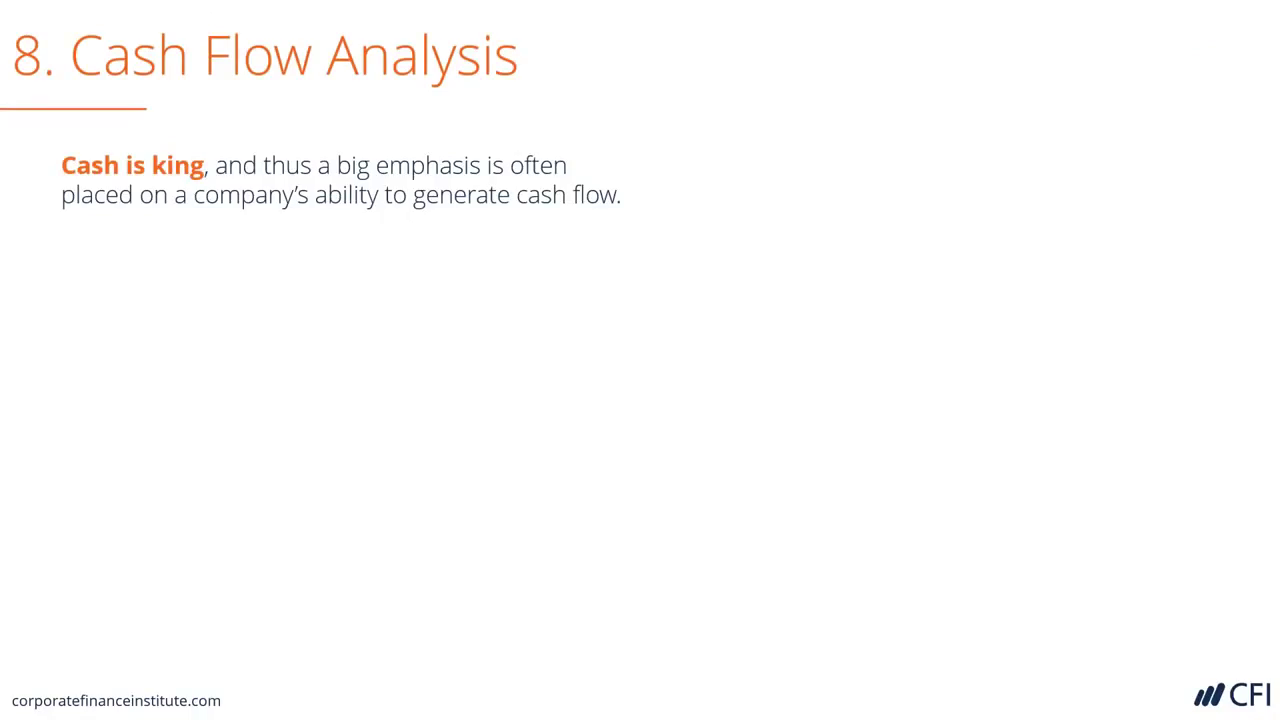 8. Cash Flow Analysis
Cash is king, and thus a big emphasis is often
placed on a company’s ability to generate cash flow.
corporatefinanceinstitute.com
CFI